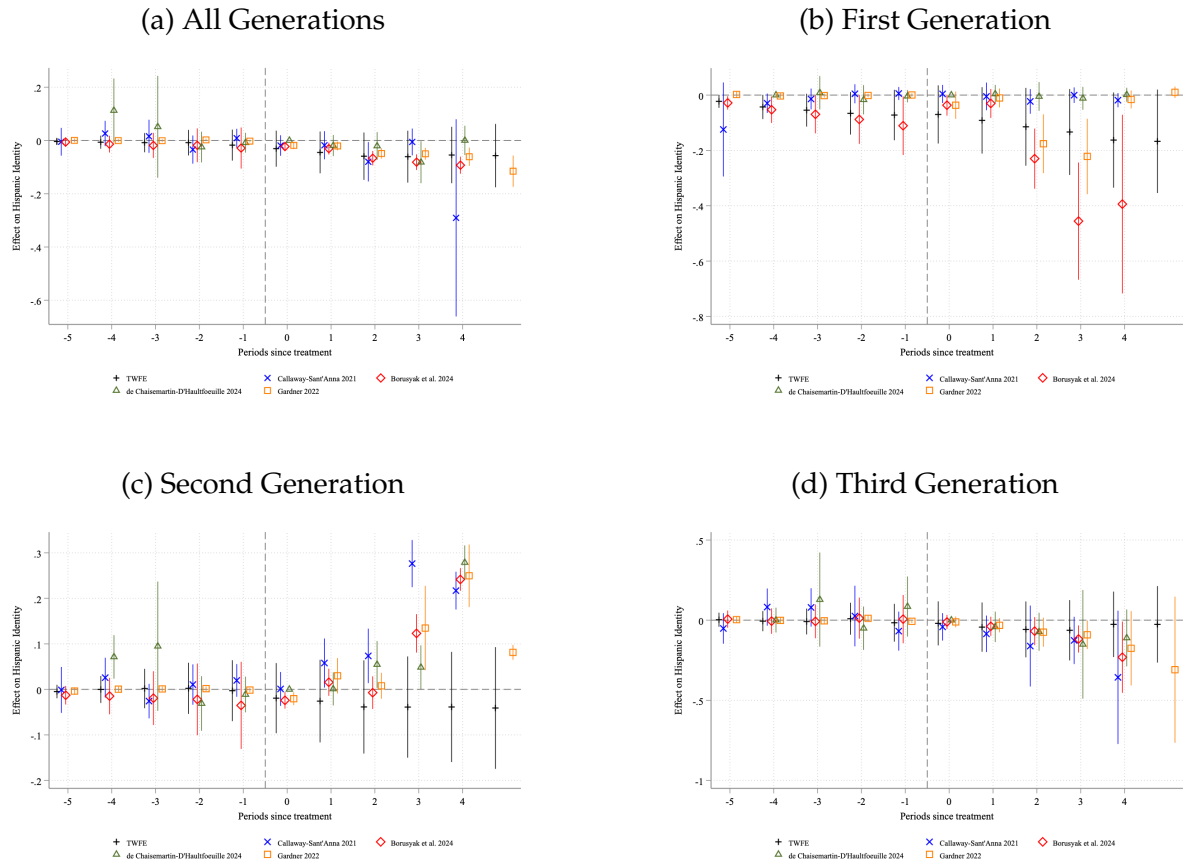 (a) All Generations
.2
0
-.2
-.4
-.6
Effect on Hispanic Identity
-5 -4 -3 -2 -1 0 1 2 3 4
Periods since treatment
TWFE Callaway-Sant'Anna 2021 Borusyak et al. 2024
de Chaisemartin-D'Haultfoeuille 2024 Gardner 2022
(b) First Generation
0
-.2
-.4
-.6
-.8
Effect on Hispanic Identity
-5 -4 -3 -2 -1 0 1 2 3 4
Periods since treatment
TWFE Callaway-Sant'Anna 2021 Borusyak et al. 2024
de Chaisemartin-D'Haultfoeuille 2024 Gardner 2022
(c) Second Generation
.3
.2
.1
0
-.1
-.2
Effect on Hispanic Identity
-5 -4 -3 -2 -1 0 1 2 3 4
Periods since treatment
TWFE Callaway-Sant'Anna 2021 Borusyak et al. 2024
de Chaisemartin-D'Haultfoeuille 2024 Gardner 2022
(d) Third Generation
.5
0
-.5
-1
Effect on Hispanic Identity
-5 -4 -3 -2 -1 0 1 2 3 4
Periods since treatment
TWFE Callaway-Sant'Anna 2021 Borusyak et al. 2024
de Chaisemartin-D'Haultfoeuille 2024 Gardner 2022